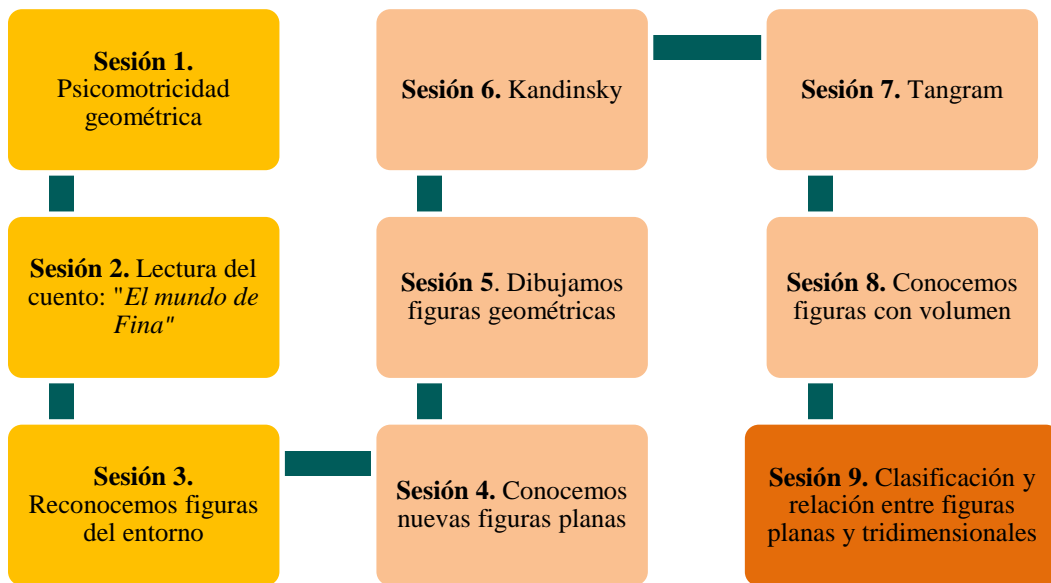 Sesión 1.
Psicomotricidad
geométrica
Sesión 2. Lectura del
cuento: "El mundo de
Fina"
Sesión 3.
Reconocemos figuras
del entorno
Sesión 4. Conocemos
nuevas figuras planas
Sesión 5. Dibujamos
figuras geométricas
Sesión 6. Kandinsky
Sesión 7. Tangram
Sesión 8. Conocemos
figuras con volumen
Sesión 9. Clasificación y
relación entre figuras
planas y tridimensionales